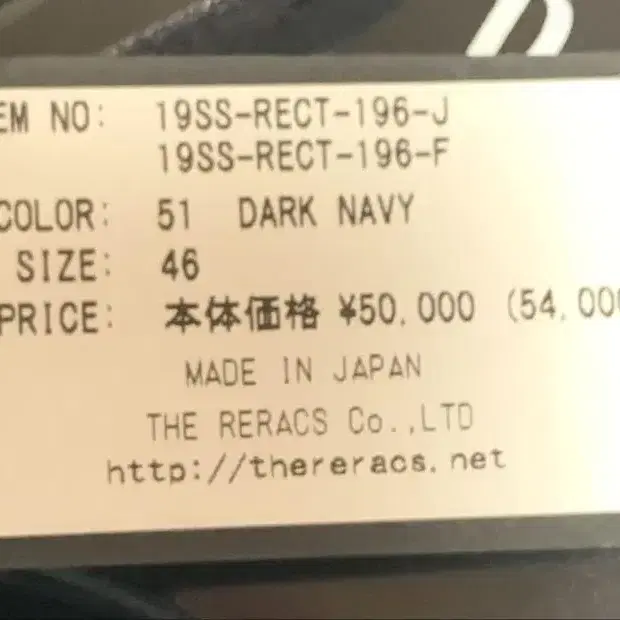 EM NO: 19SS-RECT-196-J
19SS-RECT-196-F
COLOR: 51 DARK NAVY
SIZE: 46
PRICE: 本体価格 ¥50,000 (54,000
MADE IN JAPAN
THE RERACS Co.,LTD
http://thereracs.net